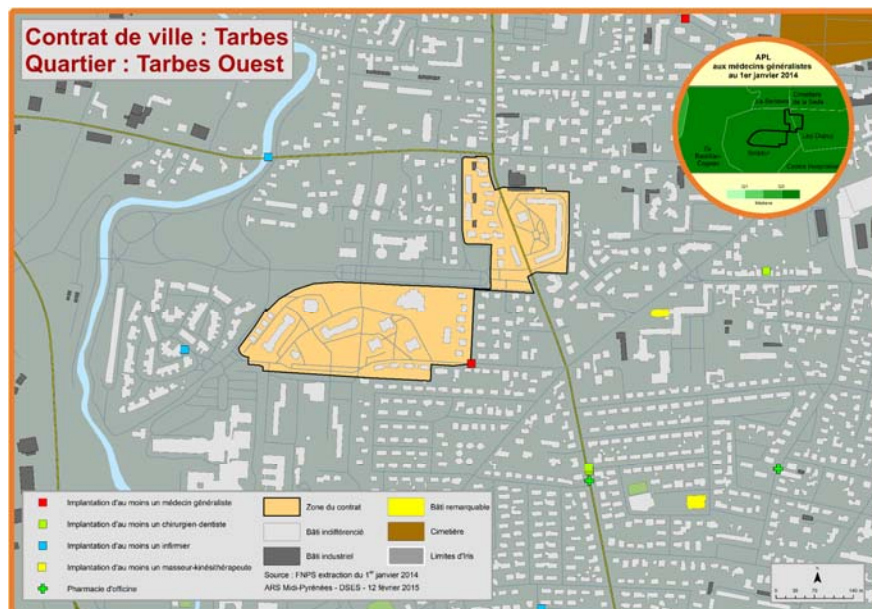 Contrat de ville : Tarbes
Quartier : Tarbes Ouest
APL
aux médecins généralistes
au 1er janvier 2014
Implantation d'au moins un médecin généraliste
Implantation d'au moins un chirurgien dentiste
Implantation d'au moins un infirmier
Implantation d'au moins un masseur-kinésithérapeute
Pharmacie d'officine
Zone du contrat
Bâti indifférencié
Bâti industriel
Bâti remarquable
Cimetière
Limites d'Iris
Source : FNPS extraction du 1er janvier 2014
ARS Midi-Pyrénées - DSES - 12 février 2015